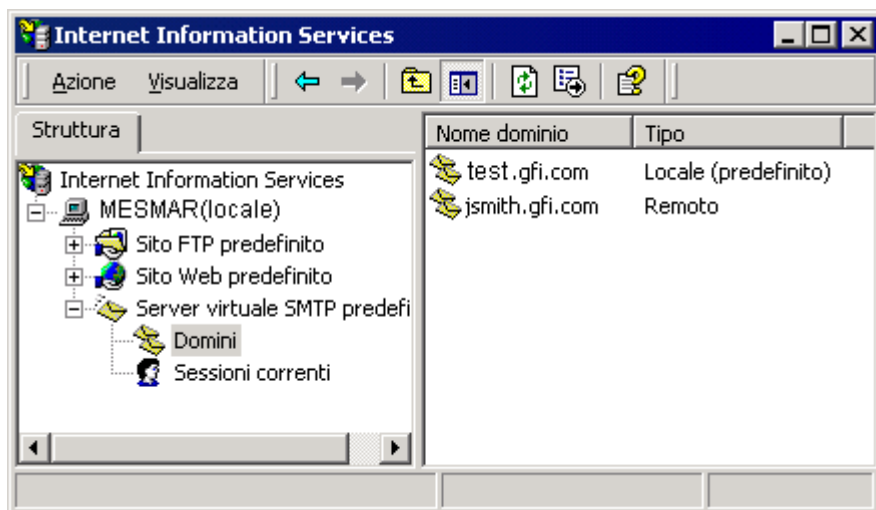 Internet Information Services
Azione Visualizza
Struttura
Nome dominio Tipo
Internet Information Services
test.gfi.com Locale (predefinito)
MESMAR(locale)
jsmith.gfi.com Remoto
Sito FTP predefinito
Sito Web predefinito
Server virtuale SMTP predefi
Domini
Sessioni correnti